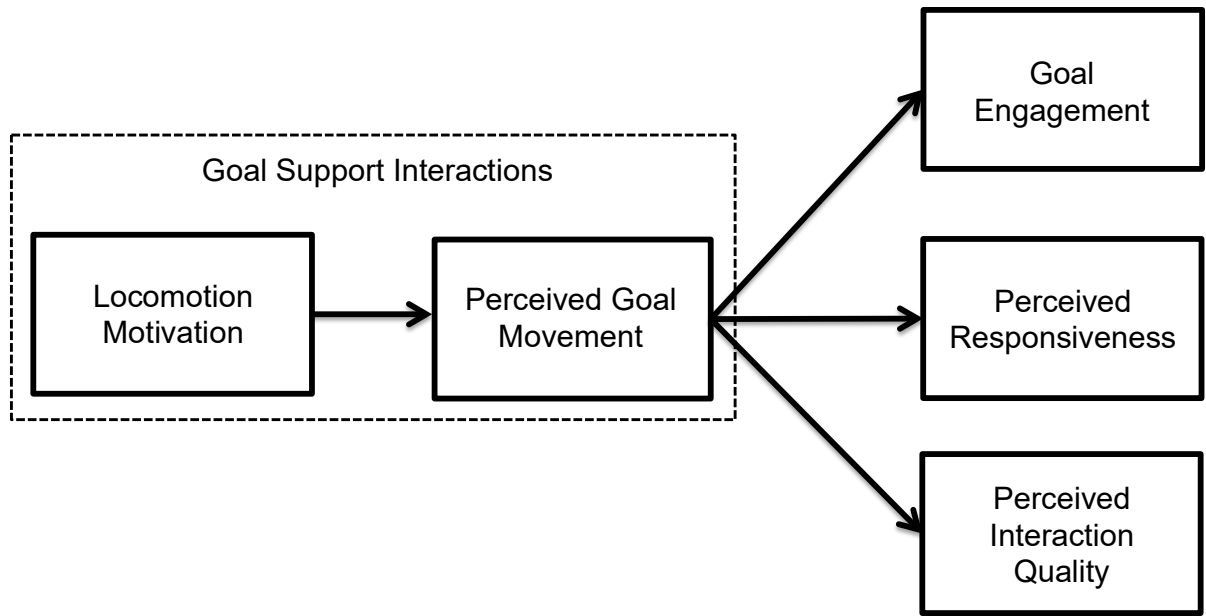 Goal Support Interactions
Locomotion
Motivation
Perceived Goal
Movement
Goal
Engagement
Perceived
Responsiveness
Perceived
Interaction
Quality